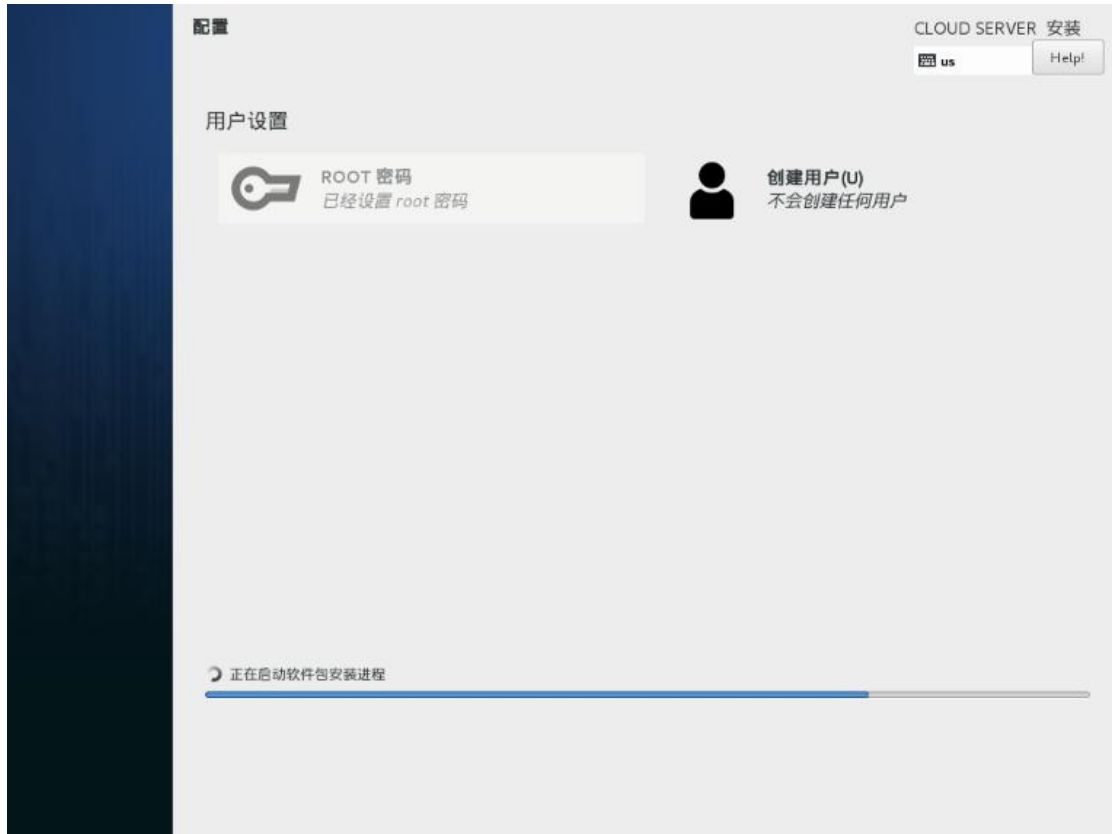 配置
CLOUD SERVER 安装
us
Help!
用户设置
ROOT 密码
已经设置 root 密码
创建用户(U)
不会创建任何用户
正在启动软件包安装进程